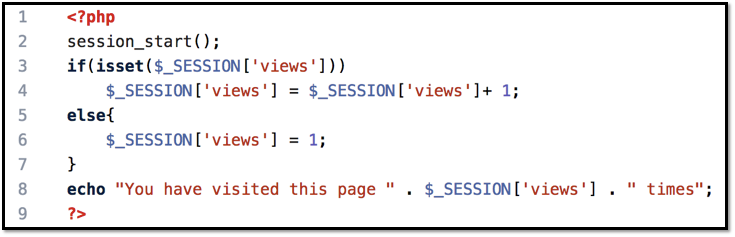 1 <?php
2 session_start();
3 if(isset($_SESSION['views']))
4     $_SESSION['views'] = $_SESSION['views']+ 1;
5 else{
6     $_SESSION['views'] = 1;
7 }
8 echo "You have visited this page " . $_SESSION['views'] . " times";
9 ?>